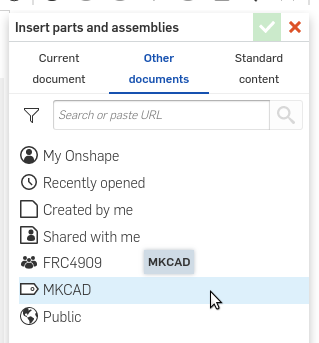 Insert parts and assemblies
Current document
Other documents
Standard content
Search or paste URL
My Onshape
Recently opened
Created by me
Shared with me
FRC4909
MKCAD
MKCAD
Public